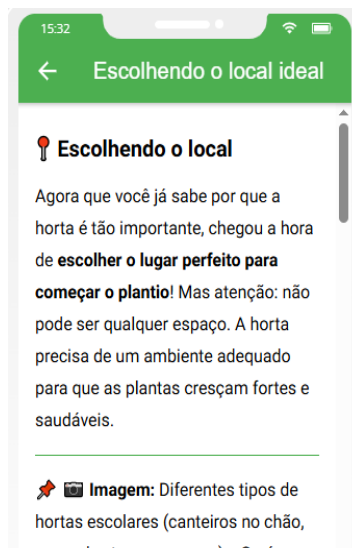 15:32
Escolhendo o local ideal
📍 Escolhendo o local
Agora que você já sabe por que a
horta é tão importante, chegou a hora
de escolher o lugar perfeito para
começar o plantio! Mas atenção: não
pode ser qualquer espaço. A horta
precisa de um ambiente adequado
para que as plantas cresçam fortes e
saudáveis.
📌 📷 Imagem: Diferentes tipos de
hortas escolares (canteiros no chão,